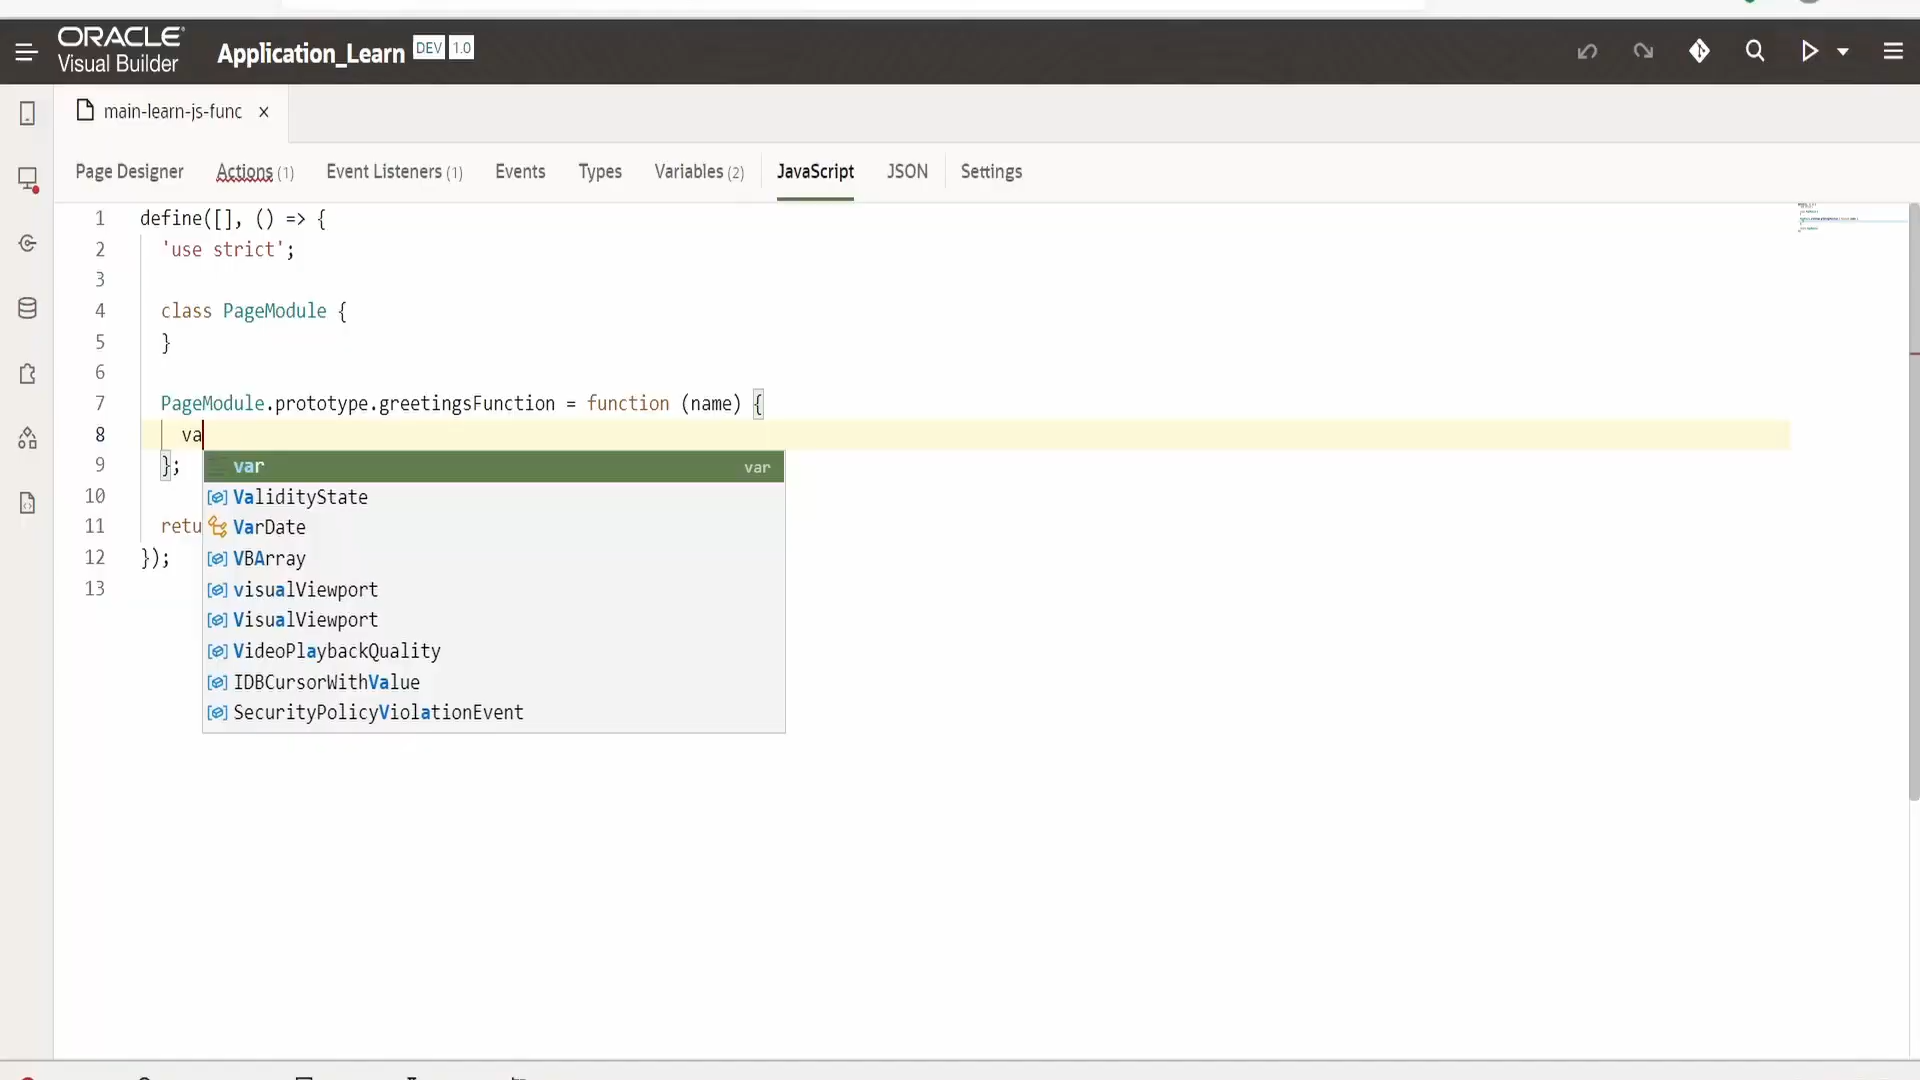 ORACLE
Visual Builder
Application_Learn DEV 1.0
main-learn-js-func ×
Page Designer Actions (1) Event Listeners (1) Events Types Variables (2) JavaScript JSON Settings
1 define([], () => {
2 'use strict';
3
4 class PageModule {
5 }
6
7 PageModule.prototype.greetingsFunction = function (name) {
8 va
9 };
var var
ValidityState
10
11 retu
VarDate
12 });
VBArray
13
visualViewport
VisualViewport
VideoPlaybackQuality
IDBCursorWithValue
SecurityPolicyViolationEvent